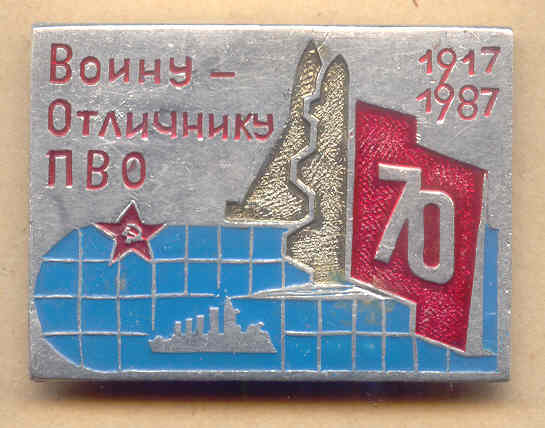 Воину –
Отличнику
ПВО
1917
1987
70